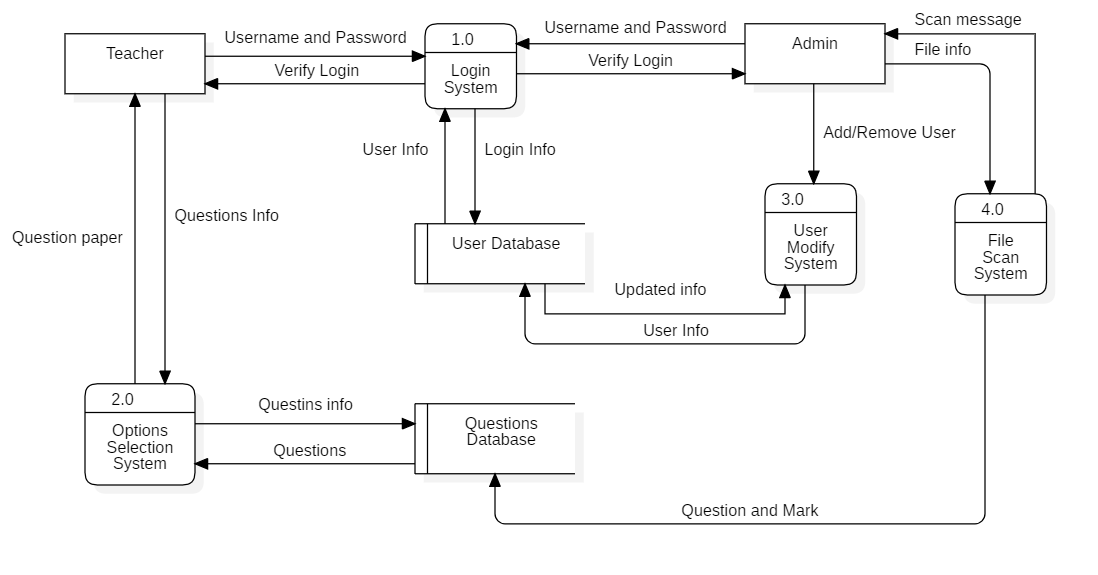 Scan message
Username and Password
1.0
Username and Password
Admin
File info
Teacher
Verify Login
Login
System
Verify Login
Add/Remove User
User Info
Login Info
3.0
4.0
Question paper
Questions Info
User Database
User
Modify
System
File
Scan
System
Updated info
User Info
2.0
Options
Selection
System
Questins info
Questions
Questions
Database
Question and Mark